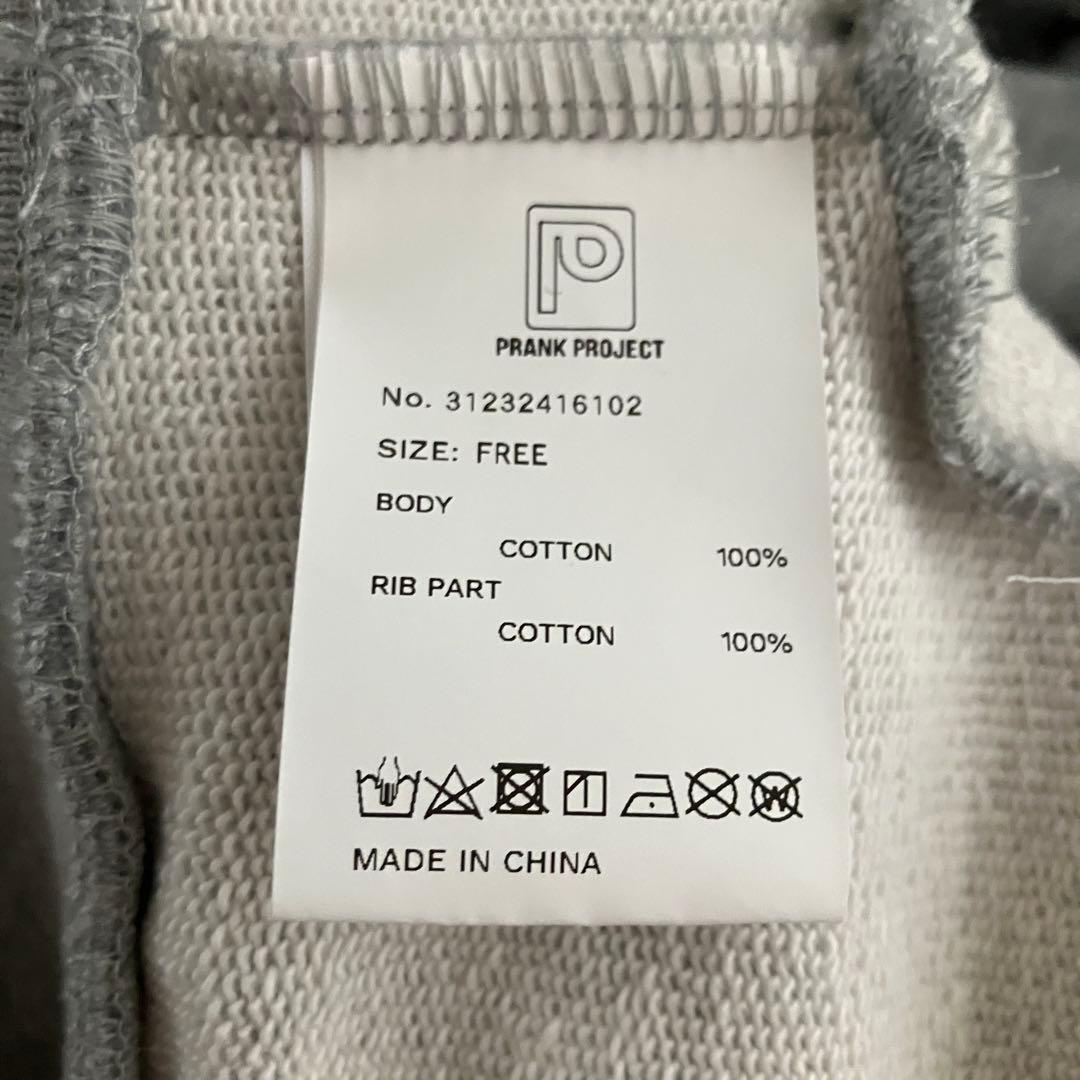 PRANK PROJECT
No. 31232416102
SIZE: FREE
BODY
COTTON 100%
RIB PART
COTTON 100%
W
MADE IN CHINA